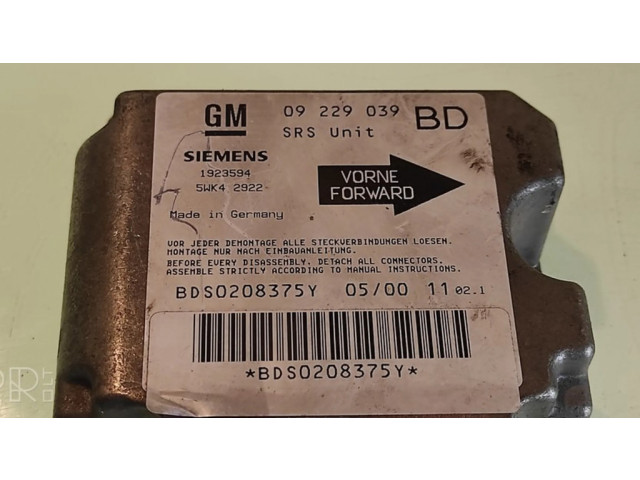 GM 09 229 039 BD
SRS Unit
SIEMENS
1923594
5WK4 2922
VORNE
FORWARD
Made in Germany
VOR JEDER DEMONTAGE ALLE STECKVERBINDUNGEN LOESEN.
MONTAGE NUR NACH EINBAUANLEITUNG.
BEFORE EVERY DISASSEMBLY, DETACH ALL CONNECTORS.
ASSEMBLE STRICTLY ACCORDING TO MANUAL INSTRUCTIONS.
BDS0208375Y 05/00 11 02.1
*BDS0208375Y*